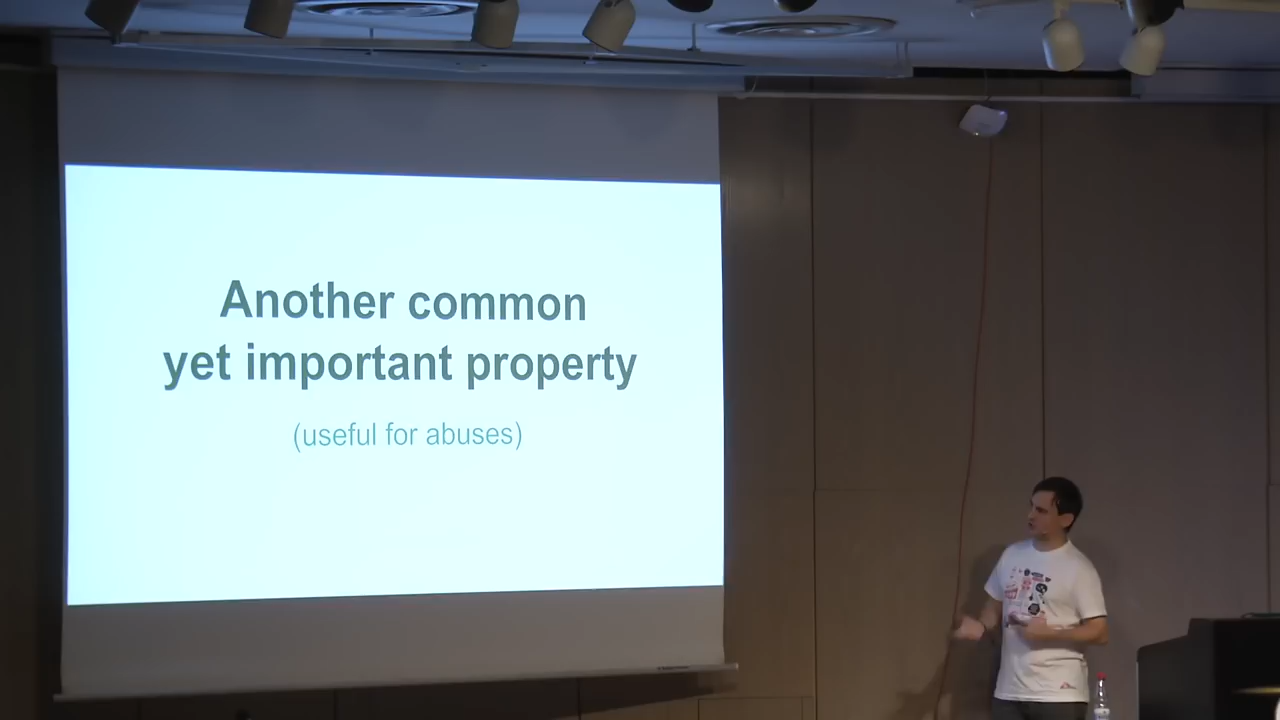 Another common
yet important property
(useful for abuses)